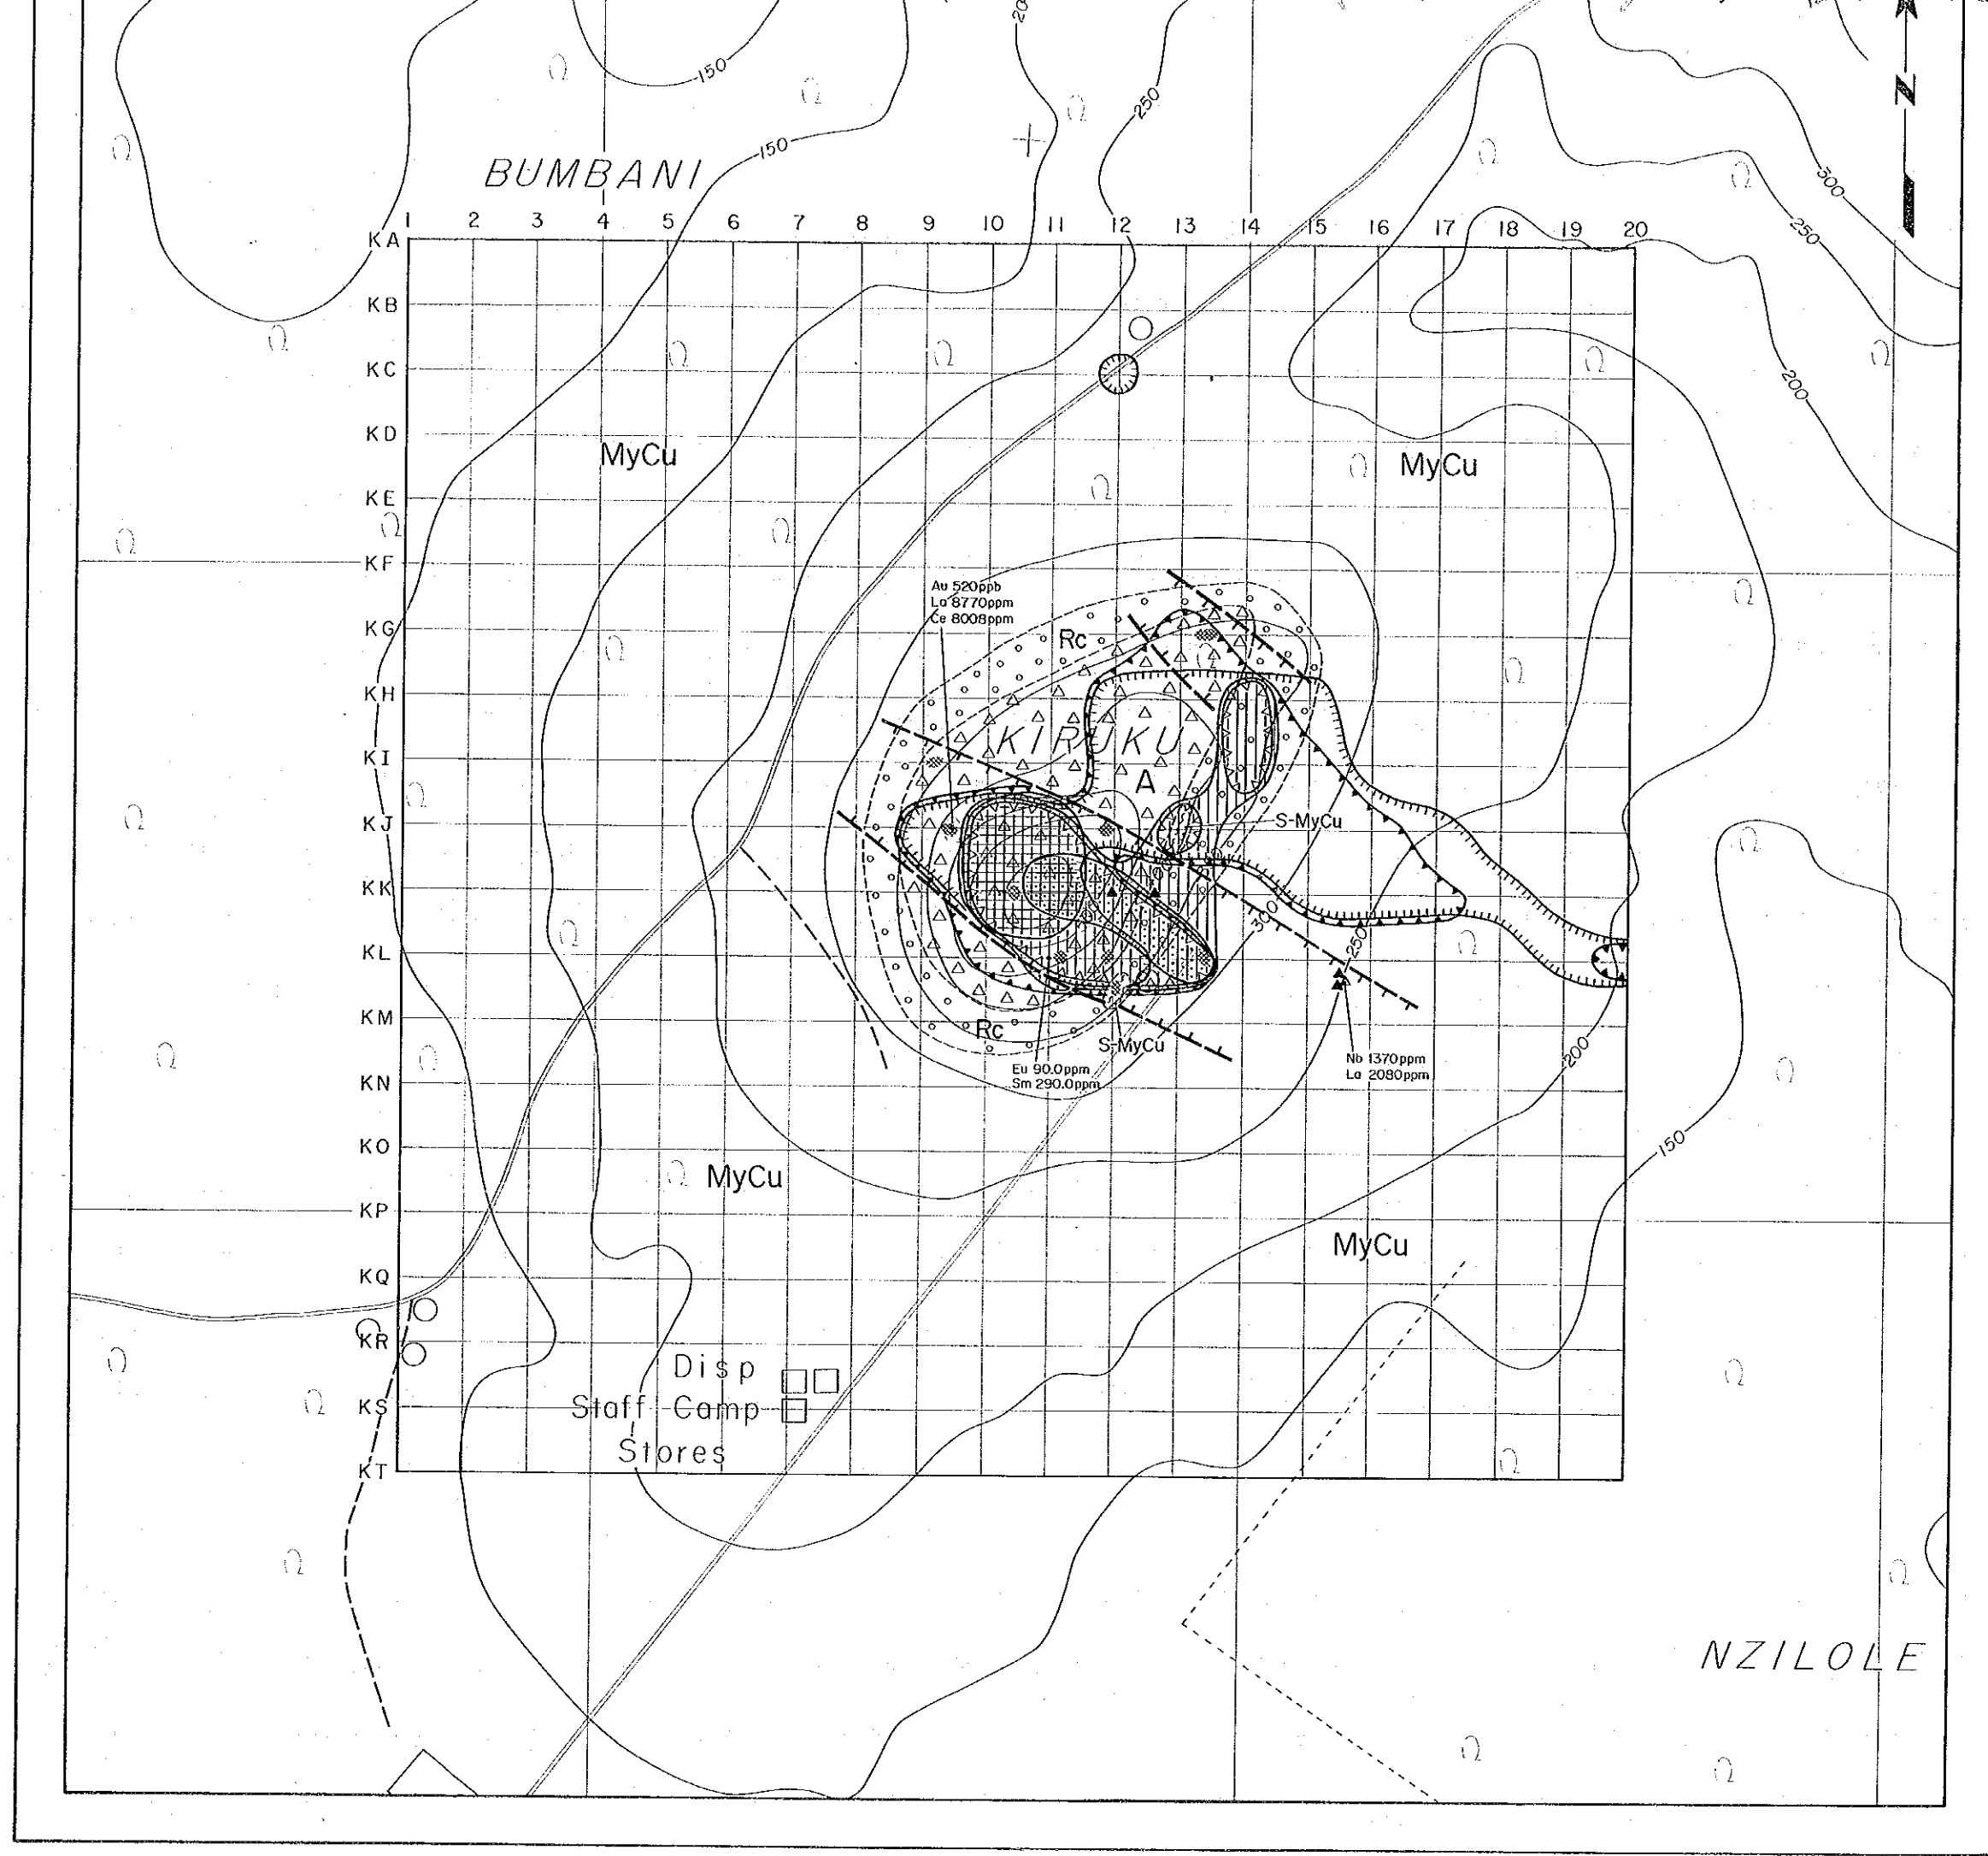 150
200
250
N
150
300
250
BUMBANI
1 2 3 4 5 6 7 8 9 10 11 12 13 14 15 16 17 18 19 20
KA
KB
KC
200
KD
MyCu
MyCu
KE
KF
Au 520ppb
La 8770ppm
Ce 8008ppm
KG
Rc
KH
KIRUKU
KI
A
KJ
S-MyCu
KK
300
250
KL
KM
Rc
S-MyCu
200
Nb 1370ppm
La 2080ppm
Eu 90.0ppm
Sm 290.0ppm
KN
KO
150
MyCu
KP
MyCu
KQ
KR
Disp
KS
Staff Camp
Stores
KT
NZILOLE